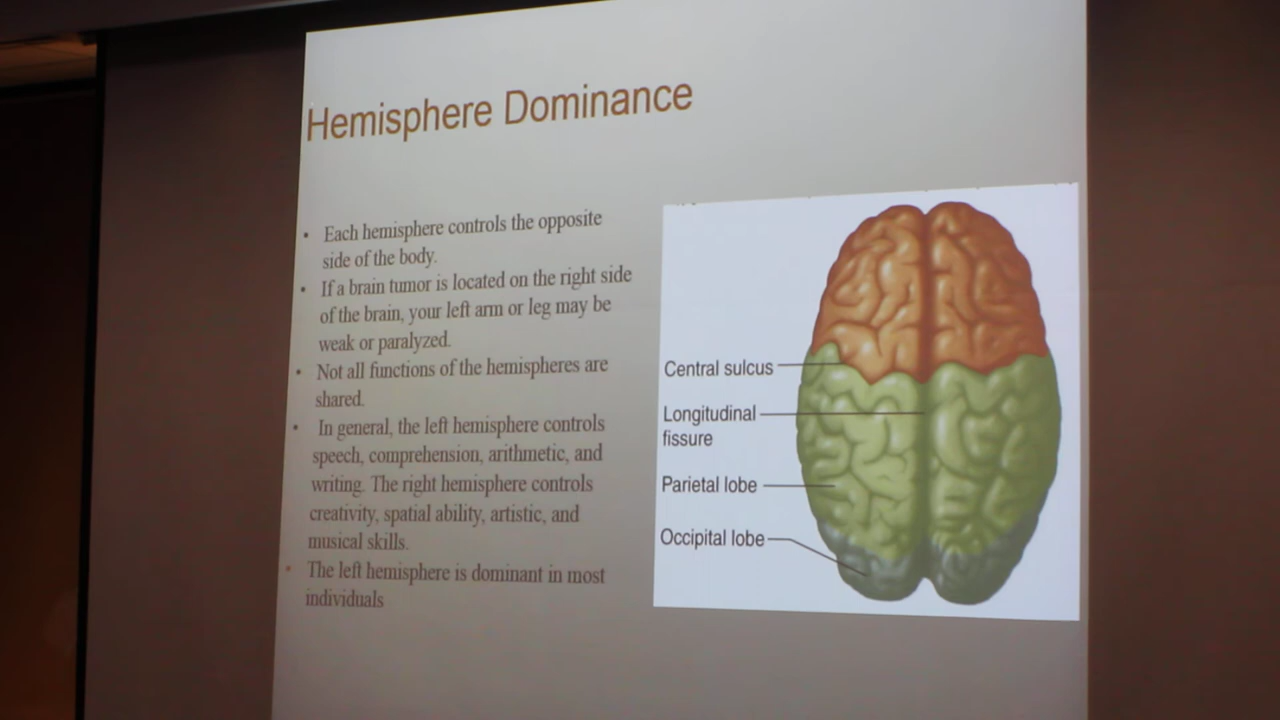 Hemisphere Dominance
• Each hemisphere controls the opposite
side of the body.
• If a brain tumor is located on the right side
of the brain, your left arm or leg may be
weak or paralyzed.
• Not all functions of the hemispheres are
shared.
• In general, the left hemisphere controls
speech, comprehension, arithmetic, and
writing. The right hemisphere controls
creativity, spatial ability, artistic, and
musical skills.
• The left hemisphere is dominant in most
individuals
Central sulcus
Longitudinal
fissure
Parietal lobe
Occipital lobe